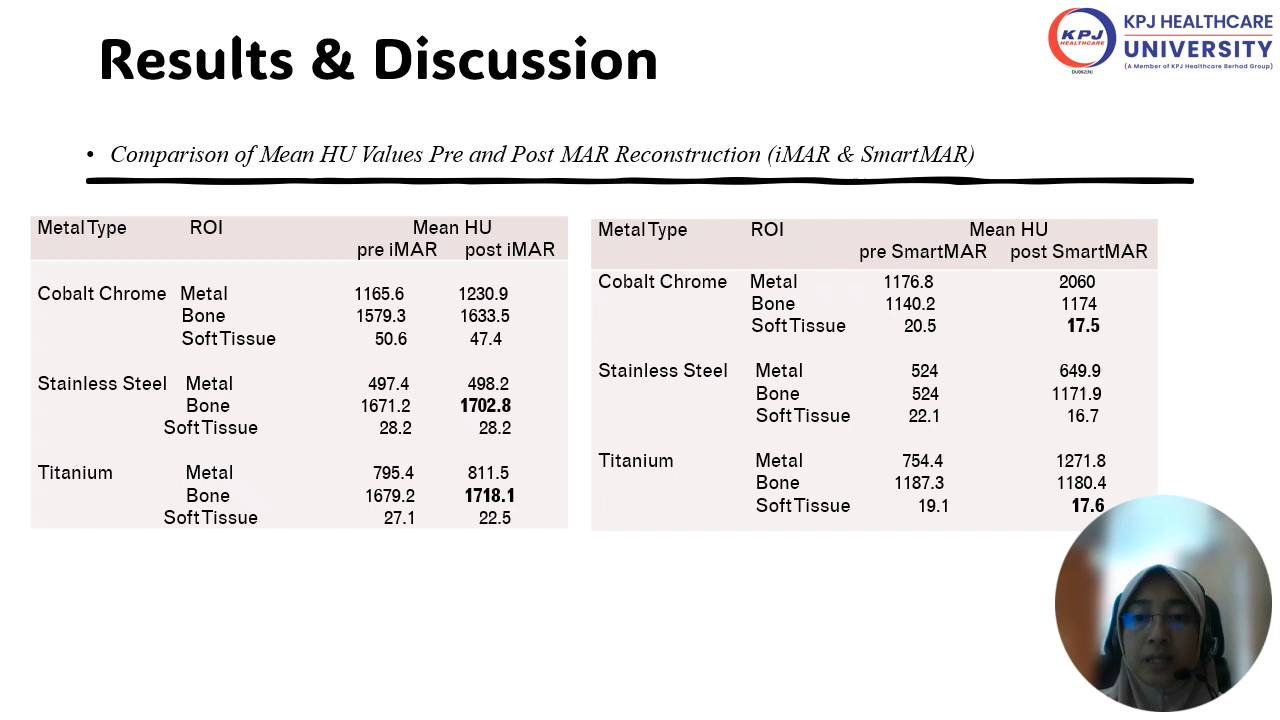 Results & Discussion
KPJ
HEALTHCARE
DU062(N)
KPJ HEALTHCARE
UNIVERSITY
(A Member of KPJ Healthcare Berhad Group)
• Comparison of Mean HU Values Pre and Post MAR Reconstruction (iMAR & SmartMAR)
Metal Type ROI Mean HU
pre iMAR post iMAR
Cobalt Chrome Metal 1165.6 1230.9
Bone 1579.3 1633.5
Soft Tissue 50.6 47.4
Stainless Steel Metal 497.4 498.2
Bone 1671.2 1702.8
Soft Tissue 28.2 28.2
Titanium Metal 795.4 811.5
Bone 1679.2 1718.1
Soft Tissue 27.1 22.5
Metal Type ROI Mean HU
pre SmartMAR post SmartMAR
Cobalt Chrome Metal 1176.8 2060
Bone 1140.2 1174
Soft Tissue 20.5 17.5
Stainless Steel Metal 524 649.9
Bone 524 1171.9
Soft Tissue 22.1 16.7
Titanium Metal 754.4 1271.8
Bone 1187.3 1180.4
Soft Tissue 19.1 17.6